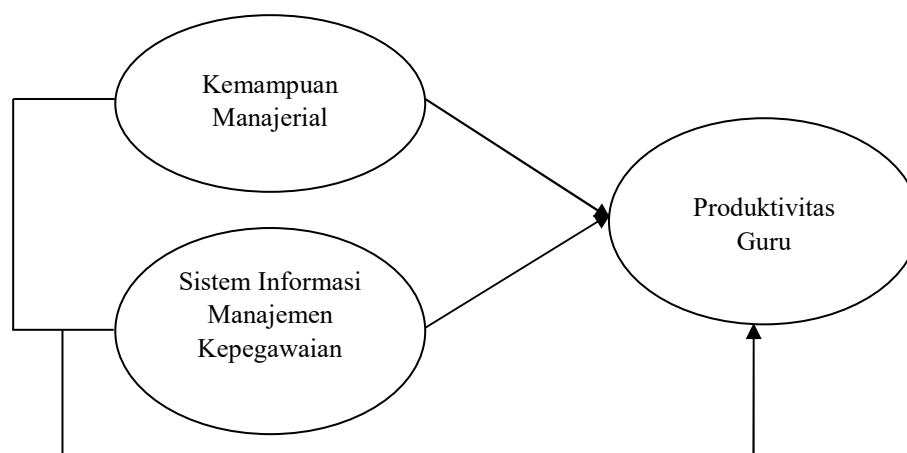 Kemampuan
Manajerial
Produktivitas
Guru
Sistem Informasi
Manajemen
Kepegawaian